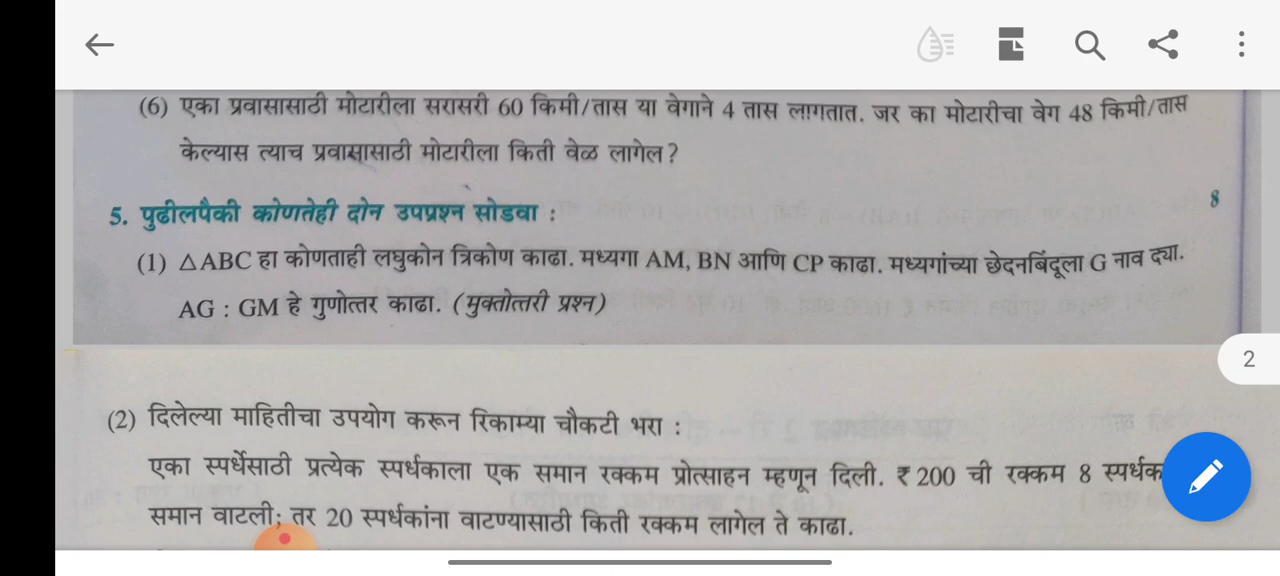 (6) एका प्रवासासाठी मोटारीला सरासरी 60 किमी/तास या वेगाने 4 तास लागतात. जर का मोटारीचा वेग 48 किमी/तास
केल्यास त्याच प्रवासासाठी मोटारीला किती वेळ लागेल?
5. पुढीलपैकी कोणतेही दोन उपप्रश्न सोडवा : 8
(1) △ABC हा कोणताही लघुकोन त्रिकोण काढा. मध्यगा AM, BN आणि CP काढा. मध्यगांच्या छेदनबिंदूला G नाव द्या.
AG : GM हे गुणोत्तर काढा. (मुक्तोत्तरी प्रश्न)
2
(2) दिलेल्या माहितीचा उपयोग करून रिकाम्या चौकटी भरा :
एका स्पर्धेसाठी प्रत्येक स्पर्धकाला एक समान रक्कम प्रोत्साहन म्हणून दिली. ₹ 200 ची रक्कम 8 स्पर्धक
समान वाटली; तर 20 स्पर्धकांना वाटण्यासाठी किती रक्कम लागेल ते काढा.